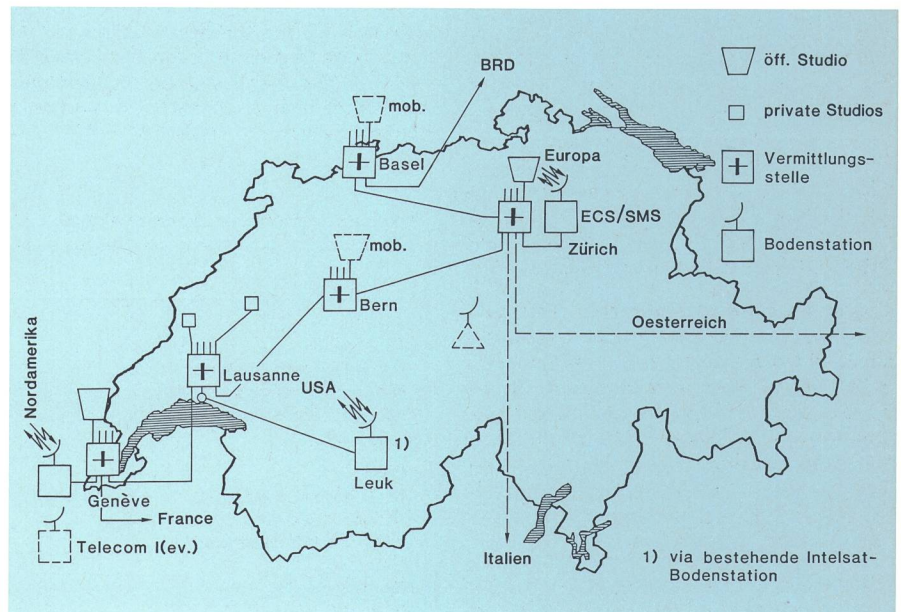 BRD
öff. Studio
mob.
private Studios
Basel
Europa
Vermittlungs-
stelle
ECS/SMS
Zürich
Bodenstation
mob.
Bern
Oesterreich
Lausanne
USA
Nordamerika
1)
Leuk
Genève
France
Telecom I(ev.)
Italien
1) via bestehende Intelsat-
Bodenstation